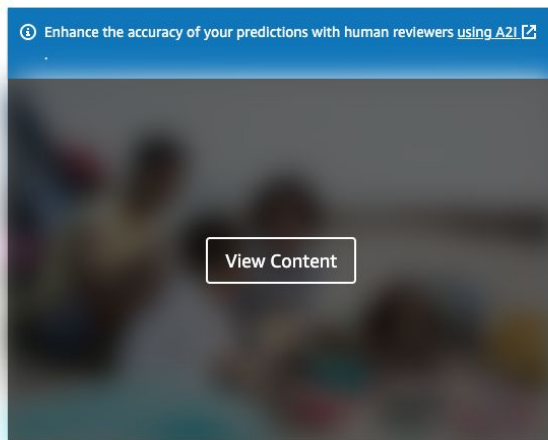 Enhance the accuracy of your predictions with human reviewers using A2I
.
View Content